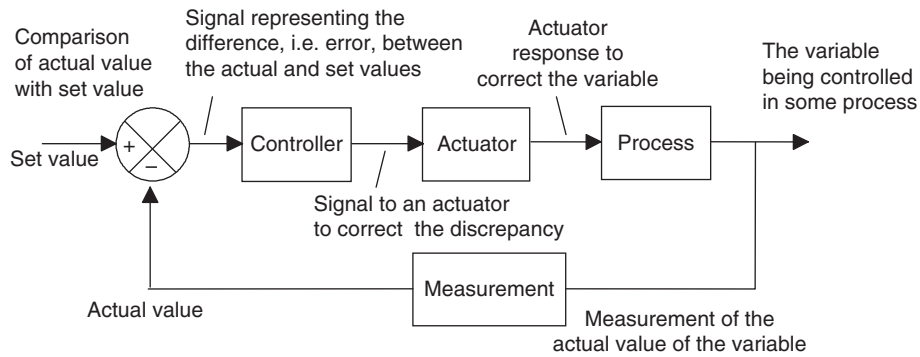 Comparison
of actual value
with set value
Signal representing the
difference, i.e. error, between
the actual and set values
Actuator
response to
correct the variable
The variable
being controlled
in some process
Set value
+
−
Controller
Actuator
Process
Signal to an actuator
to correct the discrepancy
Measurement
Actual value
Measurement of the
actual value of the variable